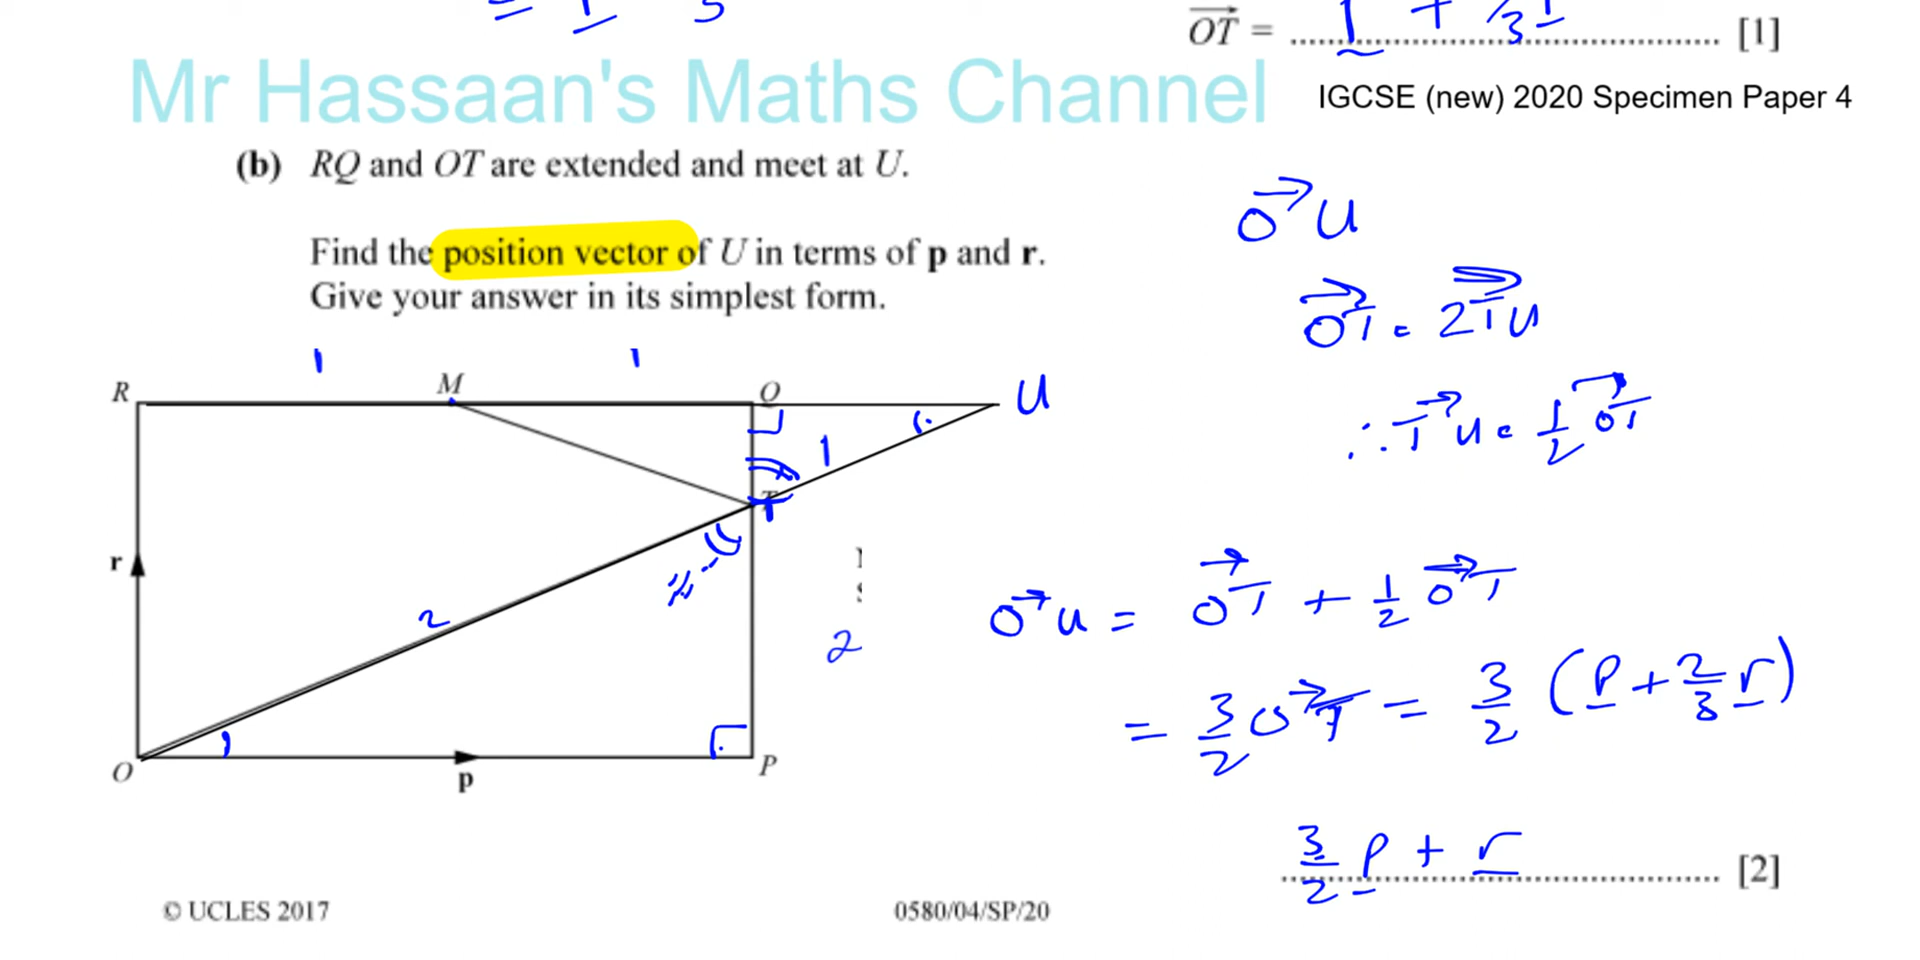 OT = [1]
Mr Hassaan's Maths Channel
IGCSE (new) 2020 Specimen Paper 4
(b) RQ and OT are extended and meet at U.
Find the position vector of U in terms of p and r.
Give your answer in its simplest form.
OU
OT = 2TU
∴ TU = 1/2 OT
1 1
R M Q U
1
T
r
2
2
O p P
OU = OT + 1/2 OT
= 3/2 OT = 3/2 (p + 2/3 r)
3/2 p + r [2]
© UCLES 2017 0580/04/SP/20